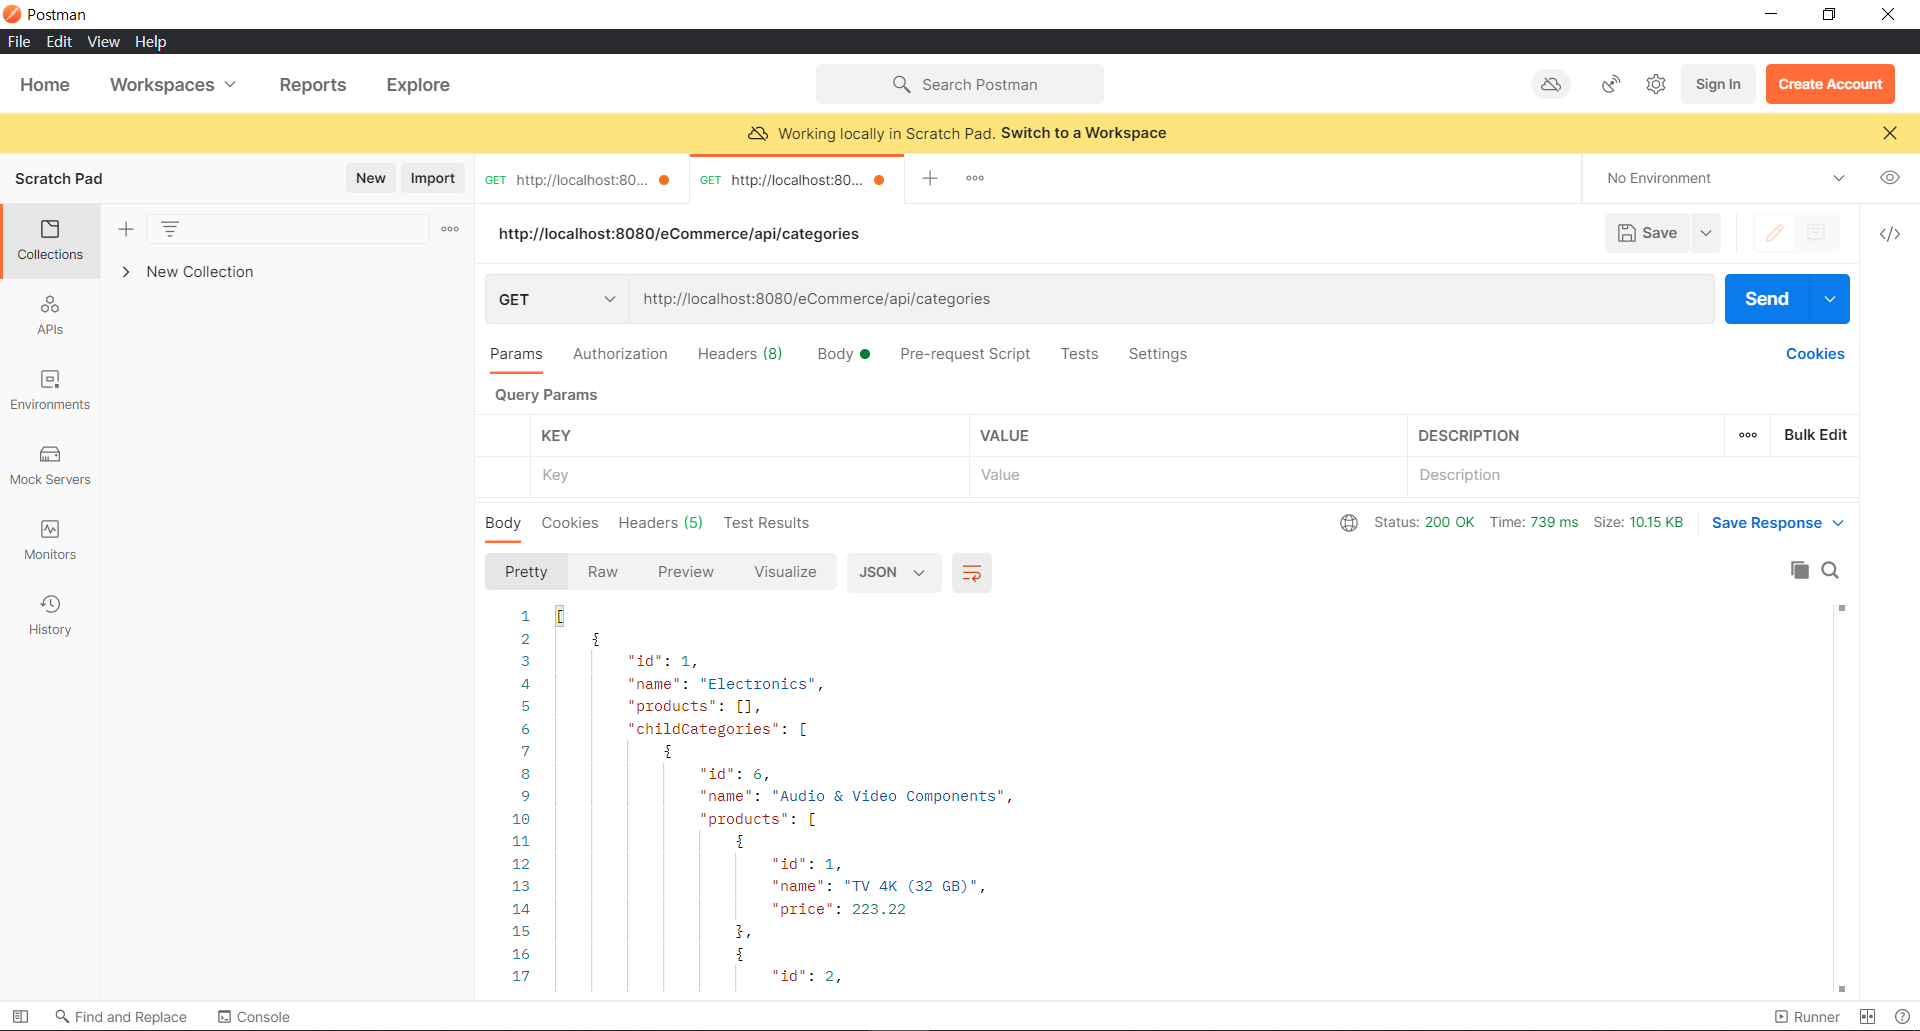 Postman
File Edit View Help
Home Workspaces Reports Explore Search Postman Sign In Create Account
Working locally in Scratch Pad. Switch to a Workspace
Scratch Pad New Import GET http://localhost:80... GET http://localhost:80... No Environment
Collections
New Collection
APIs
Environments
Mock Servers
Monitors
History
http://localhost:8080/eCommerce/api/categories Save
GET http://localhost:8080/eCommerce/api/categories Send
Params Authorization Headers (8) Body Pre-request Script Tests Settings Cookies
Query Params
KEY VALUE DESCRIPTION Bulk Edit
Key Value Description
Body Cookies Headers (5) Test Results Status: 200 OK Time: 739 ms Size: 10.15 KB Save Response
Pretty Raw Preview Visualize JSON
1 [
2 {
3 "id": 1,
4 "name": "Electronics",
5 "products": [],
6 "childCategories": [
7 {
8 "id": 6,
9 "name": "Audio & Video Components",
10 "products": [
11 {
12 "id": 1,
13 "name": "TV 4K (32 GB)",
14 "price": 223.22
15 },
16 {
17 "id": 2,
Find and Replace Console Runner